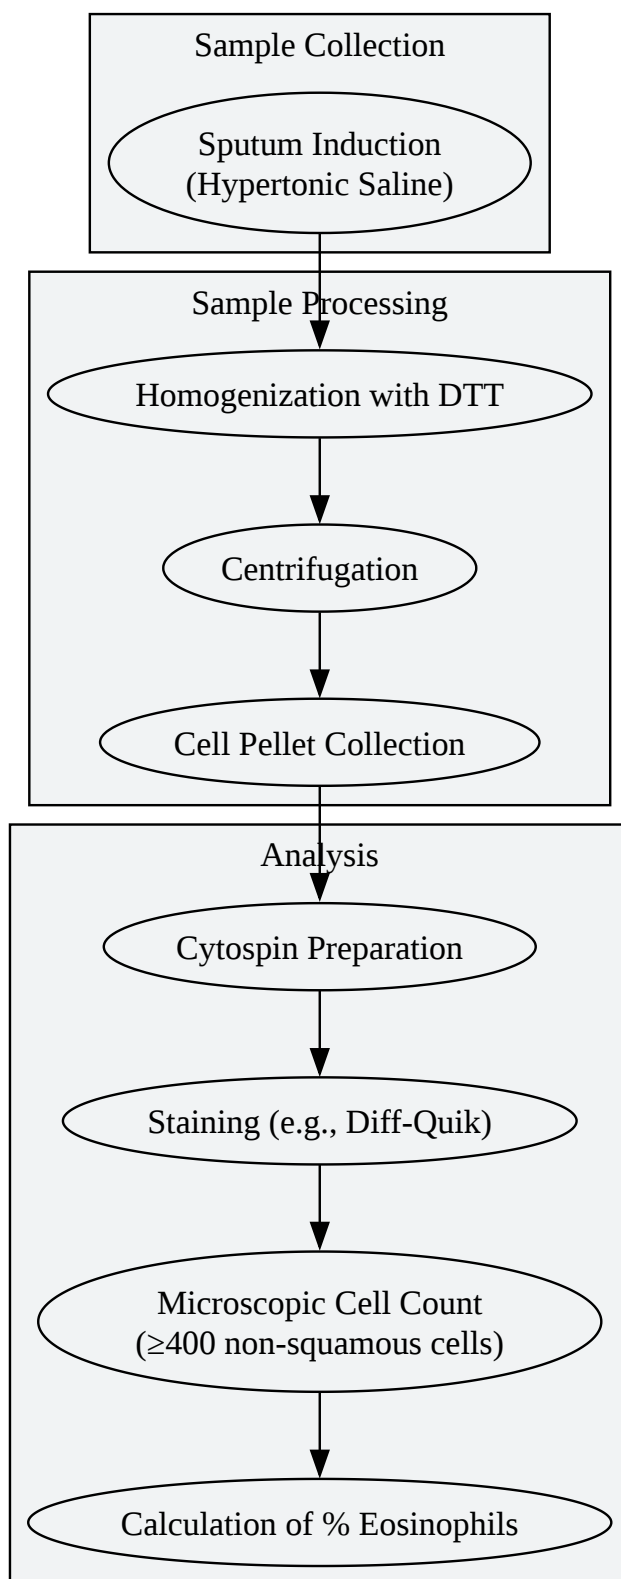 Sample Collection
Sputum Induction
(Hypertonic Saline)
Sample Processing
Homogenization with DTT
Centrifugation
Cell Pellet Collection
Analysis
Cytospin Preparation
Staining (e.g., Diff-Quik)
Microscopic Cell Count
(≥400 non-squamous cells)
Calculation of % Eosinophils